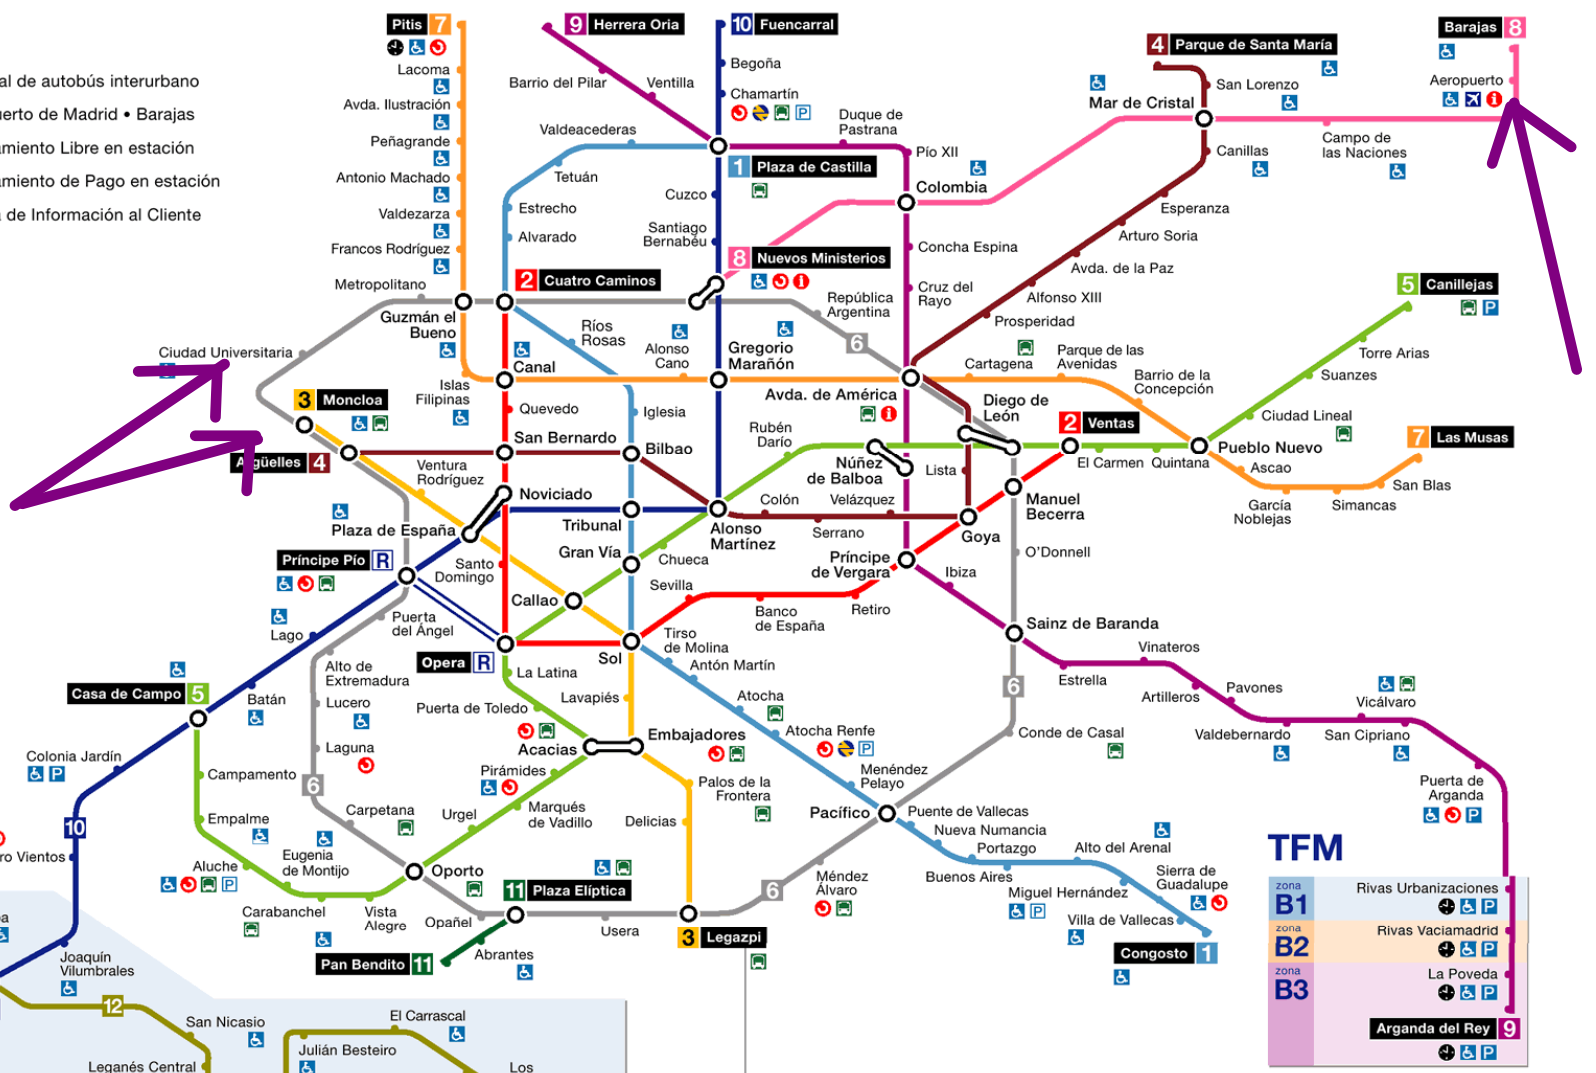 Pitis 7
9 Herrera Oria
10 Fuencarral
4 Parque de Santa María
Barajas 8
al de autobús interurbano
uerto de Madrid • Barajas
amiento Libre en estación
amiento de Pago en estación
a de Información al Cliente
Lacoma
Avda. Ilustración
Peñagrande
Antonio Machado
Valdezarza
Francos Rodríguez
Metropolitano
Guzmán el
Bueno
Islas
Filipinas
Barrio del Pilar
Ventilla
Begoña
Chamartín
Duque de
Pastrana
Pío XII
Valdeacederas
Tetuán
Estrecho
Alvarado
1 Plaza de Castilla
Cuzco
Santiago
Bernabéu
8 Nuevos Ministerios
2 Cuatro Caminos
Colombia
Concha Espina
Cruz del
Rayo
República
Argentina
6
Mar de Cristal
San Lorenzo
Canillas
Esperanza
Arturo Soria
Avda. de la Paz
Alfonso XIII
Prosperidad
Aeropuerto
Campo de
las Naciones
5 Canillejas
Torre Arias
Suanzes
Ciudad Lineal
Ciudad Universitaria
3 Moncloa
Argüelles 4
Ríos
Rosas
Canal
Quevedo
San Bernardo
Iglesia
Bilbao
Alonso
Cano
Gregorio
Marañón
Avda. de América
Cartagena
Parque de las
Avenidas
Barrio de la
Concepción
Diego de
León
2 Ventas
El Carmen
Quintana
Pueblo Nuevo
7 Las Musas
Ascao
García
Noblejas
Simancas
San Blas
Rubén
Darío
Núñez
de Balboa
Lista
Manuel
Becerra
Goya
O'Donnell
Colón
Velázquez
Serrano
Alonso
Martínez
Ventura
Rodríguez
Noviciado
Plaza de España
Tribunal
Gran Vía
Chueca
Santo
Domingo
Callao
Príncipe Pío R
Opera R
Sol
Sevilla
Banco
de España
Retiro
Príncipe
de Vergara
Ibiza
Sainz de Baranda
Lago
Puerta
del Ángel
Alto de
Extremadura
Lucero
Laguna
6
Carpetana
Batán
Casa de Campo 5
Colonia Jardín
10
ro Vientos
Campamento
Empalme
Aluche
Eugenia
de Montijo
Carabanchel
Vista
Alegre
Oporto
Urgel
Marqués
de Vadillo
Pirámides
Acacias
Puerta de Toledo
La Latina
Lavapiés
Embajadores
Tirso
de Molina
Antón Martín
Atocha
Atocha Renfe
Menéndez
Pelayo
Palos de la
Frontera
Delicias
Pacífico
Puente de Vallecas
Nueva Numancia
Portazgo
Buenos Aires
Alto del Arenal
Miguel Hernández
Sierra de
Guadalupe
Villa de Vallecas
Congosto 1
Conde de Casal
6
Estrella
Vinateros
Artilleros
Pavones
Valdebernardo
Vicálvaro
San Cipriano
Puerta de
Arganda
Méndez
Álvaro
6
3 Legazpi
Usera
11 Plaza Elíptica
Opañel
Abrantes
Pan Bendito 11
Joaquín
Vilumbrales
12
San Nicasio
Leganés Central
El Carrascal
Julián Besteiro
Los
TFM
zona
B1
Rivas Urbanizaciones
zona
B2
Rivas Vaciamadrid
zona
B3
La Poveda
Arganda del Rey 9